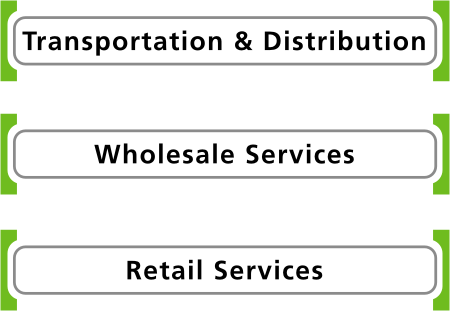 Transportation & Distribution
Wholesale Services
Retail Services